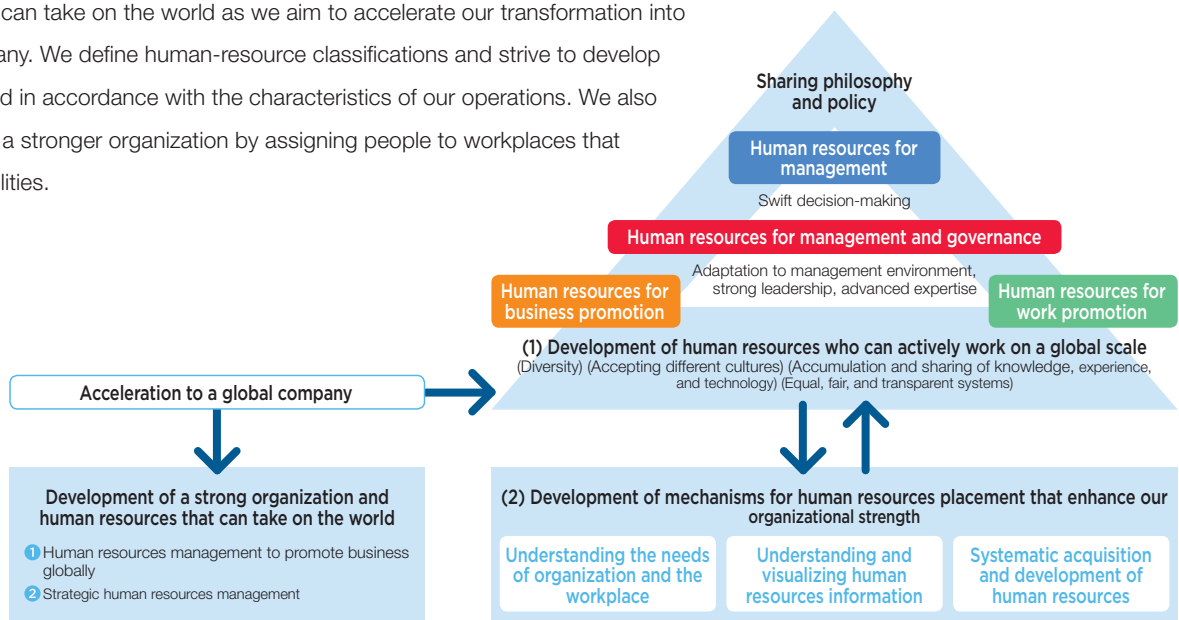 can take on the world as we aim to accelerate our transformation into
any. We define human-resource classifications and strive to develop
d in accordance with the characteristics of our operations. We also
a stronger organization by assigning people to workplaces that
lities.
Sharing philosophy
and policy
Human resources for
management
Swift decision-making
Human resources for management and governance
Adaptation to management environment,
strong leadership, advanced expertise
Human resources for
business promotion
Human resources for
work promotion
(1) Development of human resources who can actively work on a global scale
(Diversity) (Accepting different cultures) (Accumulation and sharing of knowledge, experience,
and technology) (Equal, fair, and transparent systems)
Acceleration to a global company
Development of a strong organization and
human resources that can take on the world
1 Human resources management to promote business
globally
2 Strategic human resources management
(2) Development of mechanisms for human resources placement that enhance our
organizational strength
Understanding the needs
of organization and the
workplace
Understanding and
visualizing human
resources information
Systematic acquisition
and development of
human resources